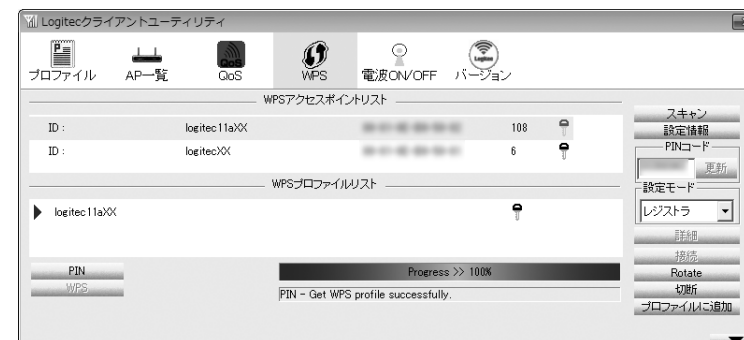 Logitecクライアントユーティリティ
プロファイル AP一覧 QoS WPS 電波ON/OFF バージョン
WPSアクセスポイントリスト
ID : logitec11aXX 108
ID : logitecXX 6
WPSプロファイルリスト
logitec11aXX
PIN
WPS
Progress >> 100%
PIN - Get WPS profile successfully.
スキャン
設定情報
PINコード
更新
設定モード
レジストラ
詳細
接続
Rotate
切断
プロファイルに追加